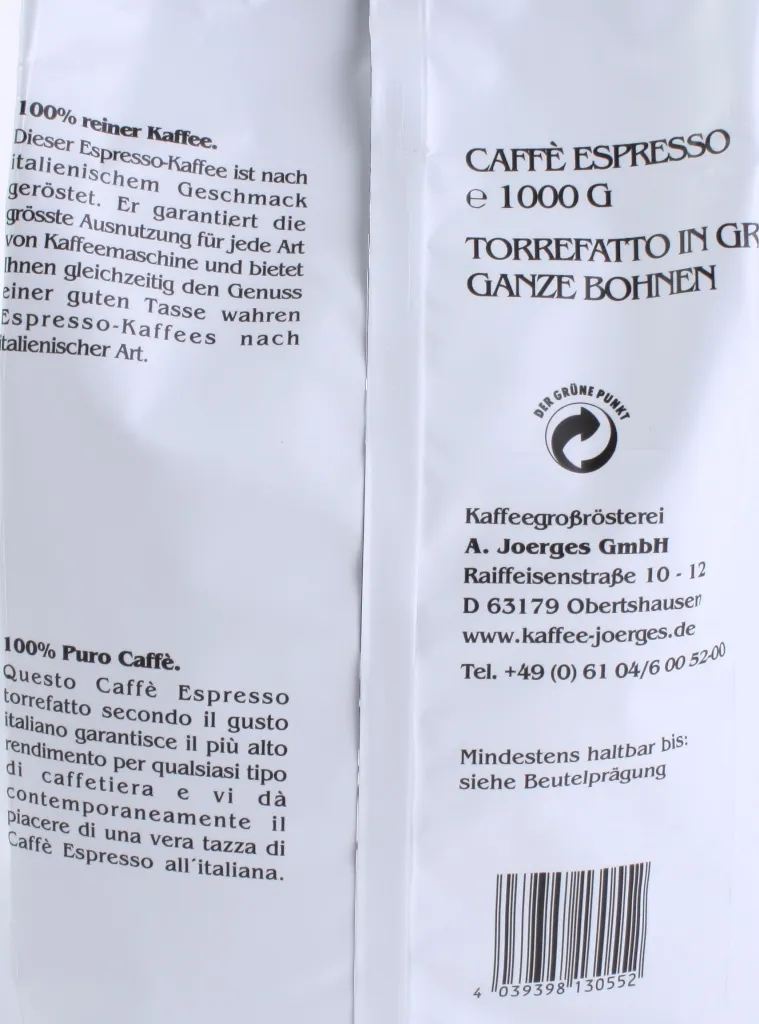 100% reiner Kaffee.
Dieser Espresso-Kaffee ist nach
italienischem Geschmack
geröstet. Er garantiert die
grösste Ausnutzung für jede Art
von Kaffeemaschine und bietet
Ihnen gleichzeitig den Genuss
einer guten Tasse wahren
Espresso-Kaffees nach
italienischer Art.
100% Puro Caffè.
Questo Caffè Espresso
torrefatto secondo il gusto
italiano garantisce il più alto
rendimento per qualsiasi tipo
di caffetiera e vi dà
contemporaneamente il
piacere di una vera tazza di
Caffè Espresso all´italiana.
CAFFÈ ESPRESSO
℮ 1000 G
TORREFATTO IN GR
GANZE BOHNEN
DER GRÜNE PUNKT
Kaffeegroßrösterei
A. Joerges GmbH
Raiffeisenstraße 10 - 12
D 63179 Obertshausen
www.kaffee-joerges.de
Tel. +49 (0) 61 04/6 00 52-00
Mindestens haltbar bis:
siehe Beutelprägung
4 039398 130552